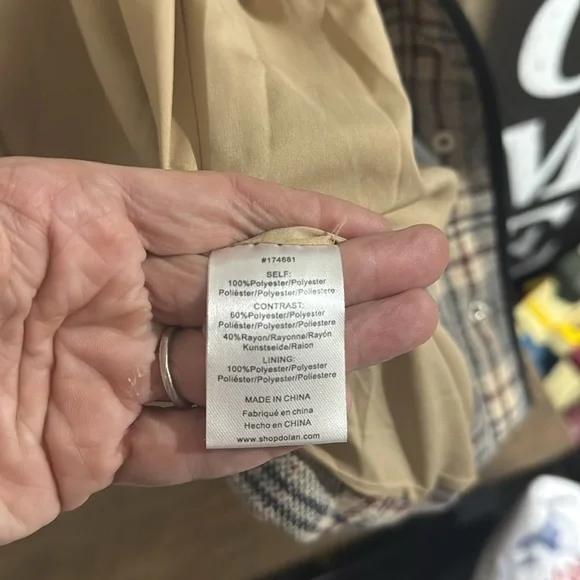 #174681
SELF:
100%Polyester/Polyester
Poliéster/Polyester/Poliestere
CONTRAST:
60%Polyester/Polyester
Poliéster/Polyester/Poliestere
40%Rayon/Rayonne/Rayón
Kunstseide/Raion
LINING:
100%Polyester/Polyester
Poliéster/Polyester/Poliestere
MADE IN CHINA
Fabriqué en china
Hecho en CHINA
www.shopdolan.com